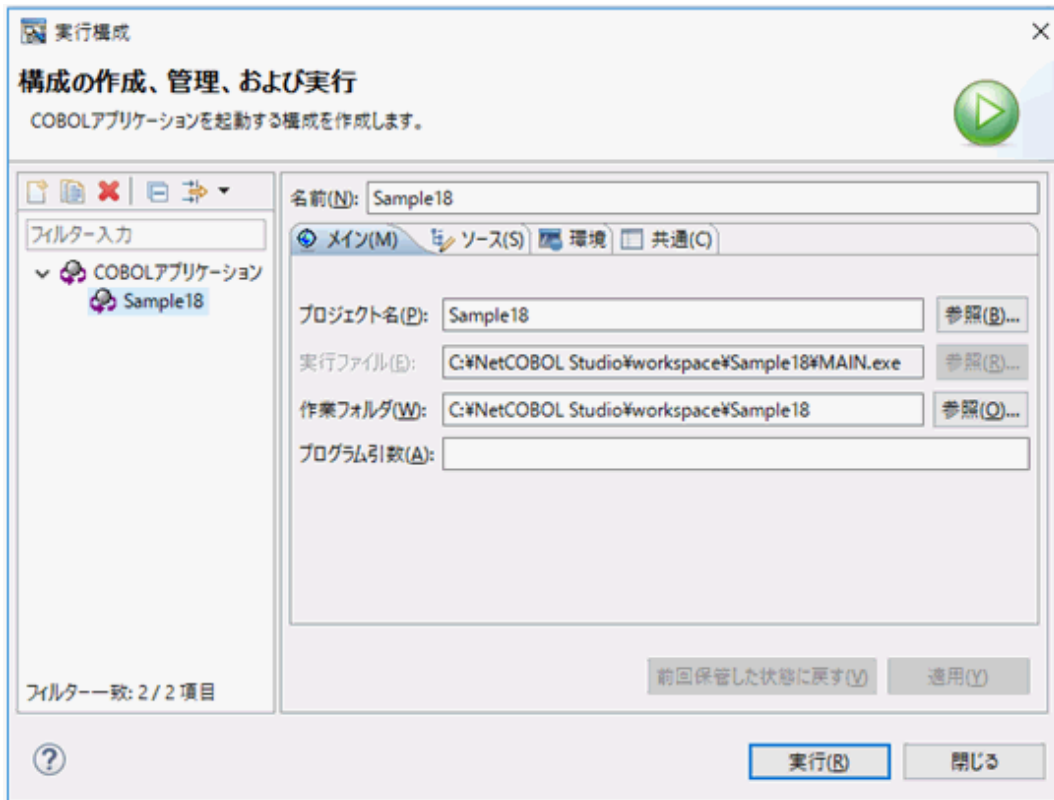 実行構成
構成の作成、管理、および実行
COBOLアプリケーションを起動する構成を作成します。
名前(N): Sample18
フィルター入力
メイン(M) ソース(S) 環境 共通(C)
COBOLアプリケーション
Sample18
プロジェクト名(P): Sample18 参照(B)...
実行ファイル(E): C:¥NetCOBOL Studio¥workspace¥Sample18¥MAIN.exe 参照(R)...
作業フォルダ(W): C:¥NetCOBOL Studio¥workspace¥Sample18 参照(O)...
プログラム引数(A):
前回保管した状態に戻す(V) 適用(Y)
フィルター一致: 2 / 2 項目
実行(R) 閉じる